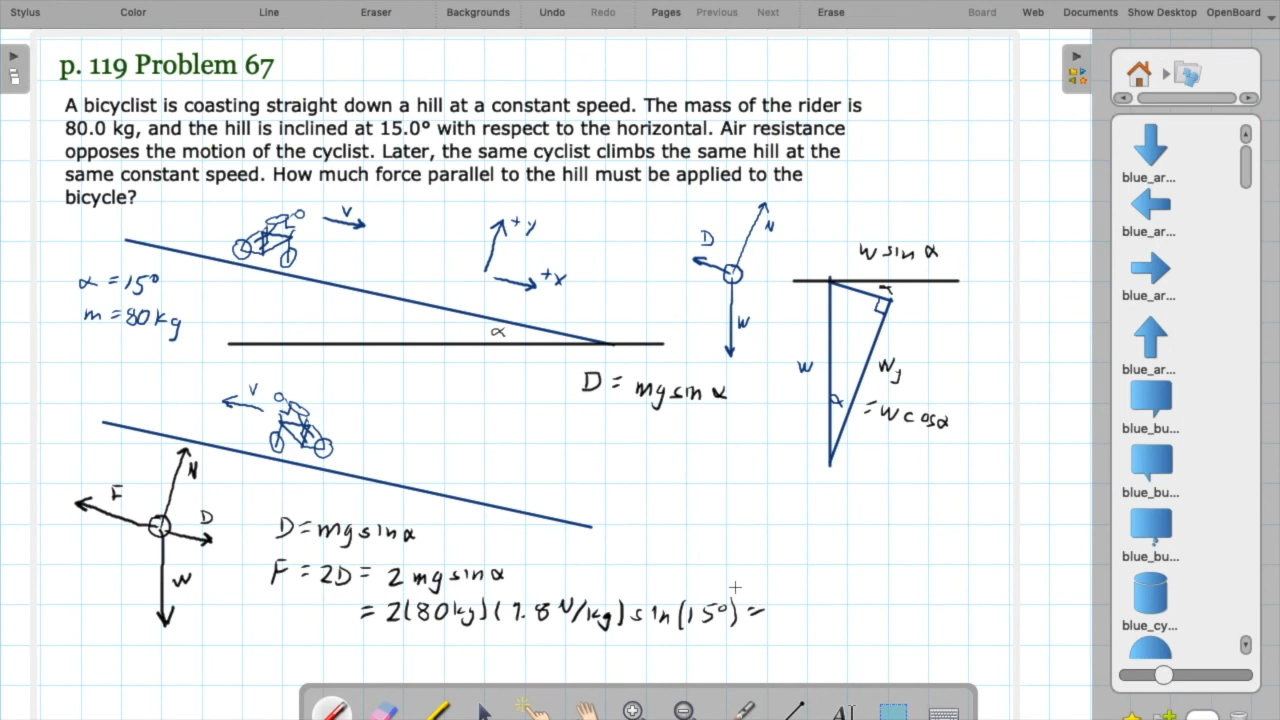 Stylus Color Line Eraser Backgrounds Undo Redo Pages Previous Next Erase Board Web Documents Show Desktop OpenBoard
p. 119 Problem 67
A bicyclist is coasting straight down a hill at a constant speed. The mass of the rider is
80.0 kg, and the hill is inclined at 15.0° with respect to the horizontal. Air resistance
opposes the motion of the cyclist. Later, the same cyclist climbs the same hill at the
same constant speed. How much force parallel to the hill must be applied to the
bicycle?
V
+y
+x
α = 15°
m = 80 kg
α
D
N
W
W sin α
W
α
Wy
= W cos α
D = mg sin α
V
N
F
D
W
D = mg sin α
F = 2D = 2 mg sin α
= 2(80 kg)(9.8 N/kg) sin(15°) =
blue_ar...
blue_ar...
blue_ar...
blue_ar...
blue_bu...
blue_bu...
blue_bu...
blue_cy...